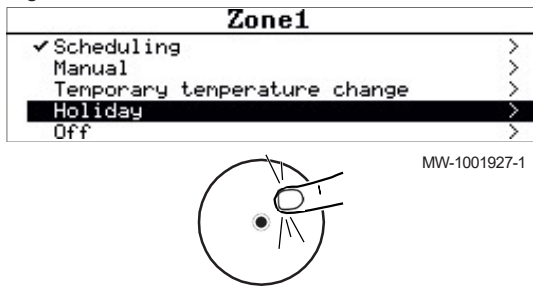 Zone1
✓ Scheduling >
Manual >
Temporary temperature change >
Holiday >
Off >
MW-1001927-1